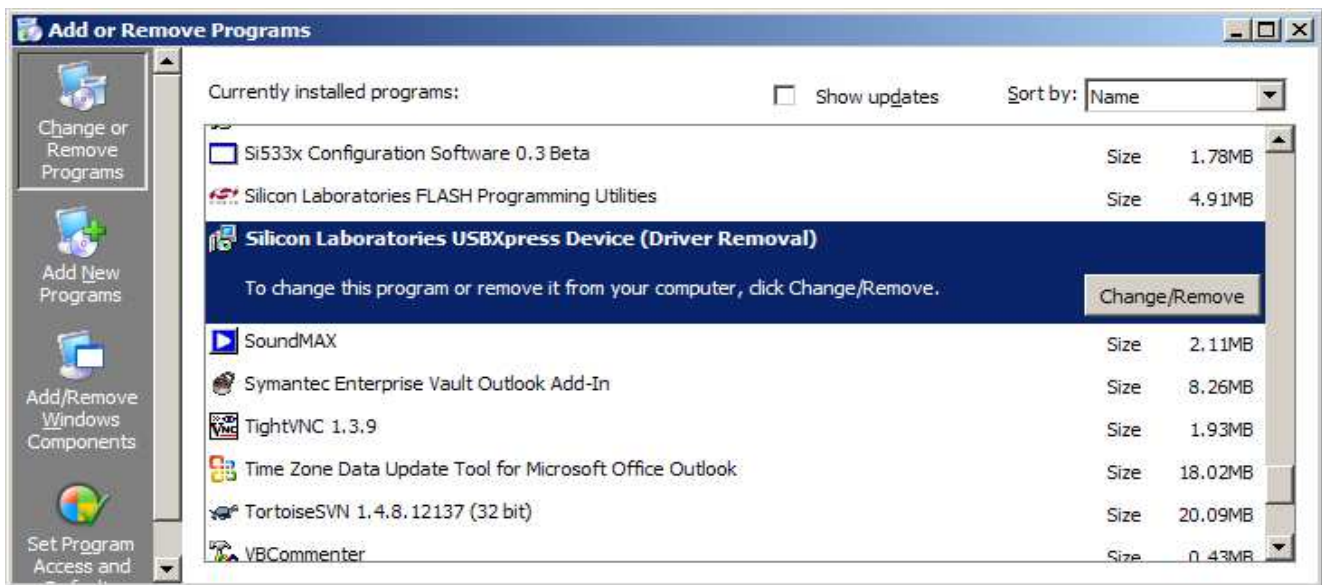 Add or Remove Programs
Change or
Remove
Programs
Add New
Programs
Add/Remove
Windows
Components
Set Program
Access and
Currently installed programs:
Show updates
Sort by: Name
Si533x Configuration Software 0.3 Beta Size 1.78MB
Silicon Laboratories FLASH Programming Utilities Size 4.91MB
Silicon Laboratories USBXpress Device (Driver Removal)
To change this program or remove it from your computer, click Change/Remove.
Change/Remove
SoundMAX Size 2.11MB
Symantec Enterprise Vault Outlook Add-In Size 8.26MB
TightVNC 1.3.9 Size 1.93MB
Time Zone Data Update Tool for Microsoft Office Outlook Size 18.02MB
TortoiseSVN 1.4.8.12137 (32 bit) Size 20.09MB
VBCommenter Size 0.43MB